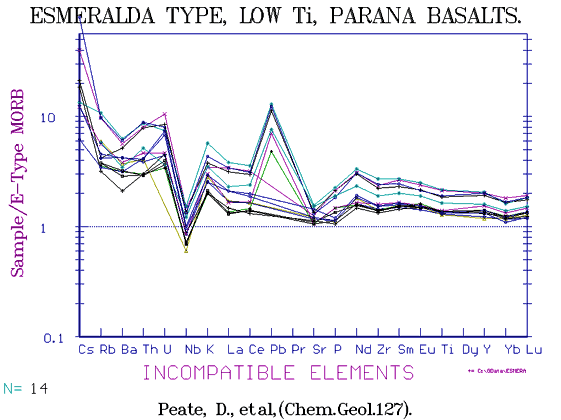 ESMERALDA TYPE, LOW Ti, PARANA BASALTS.
Sample/E-Type MORB
10
1
0.1
Cs Rb Ba Th U Nb K La Ce Pb Pr Sr P Nd Zr Sm Eu Ti Dy Y Yb Lu
INCOMPATIBLE ELEMENTS
C:\GData\ESMERA
N= 14
Peate, D., et al, (Chem.Geol.127).